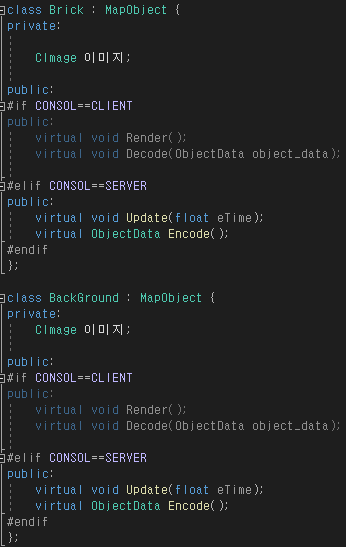 class Brick : MapObject {
private:
CImage 이미지;
public:
#if CONSOL==CLIENT
public:
virtual void Render();
virtual void Decode(ObjectData object_data);
#elif CONSOL==SERVER
public:
virtual void Update(float eTime);
virtual ObjectData Encode();
#endif
};
class BackGround : MapObject {
private:
CImage 이미지;
public:
#if CONSOL==CLIENT
public:
virtual void Render();
virtual void Decode(ObjectData object_data);
#elif CONSOL==SERVER
public:
virtual void Update(float eTime);
virtual ObjectData Encode();
#endif
};